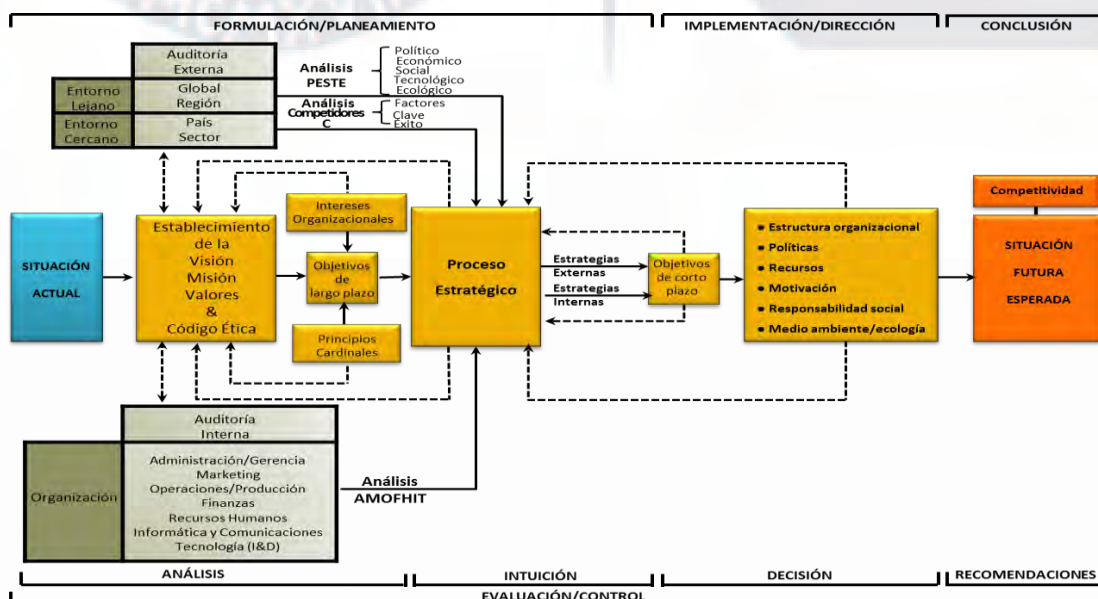 FORMULACIÓN/PLANEAMIENTO
IMPLEMENTACIÓN/DIRECCIÓN
CONCLUSIÓN
Auditoría
Externa
Entorno
Lejano
Global
Región
Entorno
Cercano
País
Sector
Análisis
PESTE
Político
Económico
Social
Tecnológico
Ecológico
Análisis
Competidores
C
Factores
Clave
Exito
SITUACIÓN
ACTUAL
Establecimiento
de la
Visión
Misión
Valores
&
Código Ética
Intereses
Organizacionales
Objetivos
de
largo plazo
Principios
Cardinales
Proceso
Estratégico
Estrategias
Externas
Estrategias
Internas
Objetivos
de corto
plazo
• Estructura organizacional
• Políticas
• Recursos
• Motivación
• Responsabilidad social
• Medio ambiente/ecología
Competitividad
SITUACIÓN
FUTURA
ESPERADA
Auditoría
Interna
Organización
Administración/Gerencia
Marketing
Operaciones/Producción
Finanzas
Recursos Humanos
Informática y Comunicaciones
Tecnología (I&D)
Análisis
AMOFHIT
ANÁLISIS
INTUICIÓN
DECISIÓN
RECOMENDACIONES
EVALUACIÓN/CONTROL